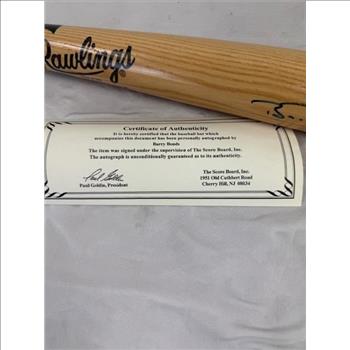 Rawlings
B
Certificate of Authenticity
It is hereby certified that the baseball bat which
accompanies this document has been personally autographed by
Barry Bonds
The item was signed under the supervision of The Score Board, Inc.
The autograph is unconditionally guaranteed as to its authenticity.
Paul Goldin
Paul Goldin, President
The Score Board, Inc.
1951 Old Cuthbert Road
Cherry Hill, NJ 08034